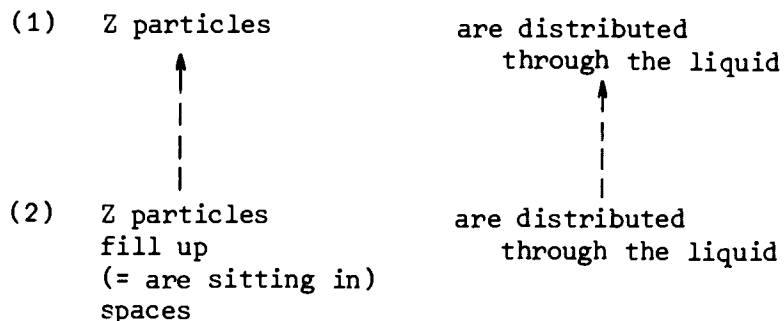 (1) Z particles are distributed
through the liquid
(2) Z particles are distributed
fill up through the liquid
(= are sitting in)
spaces